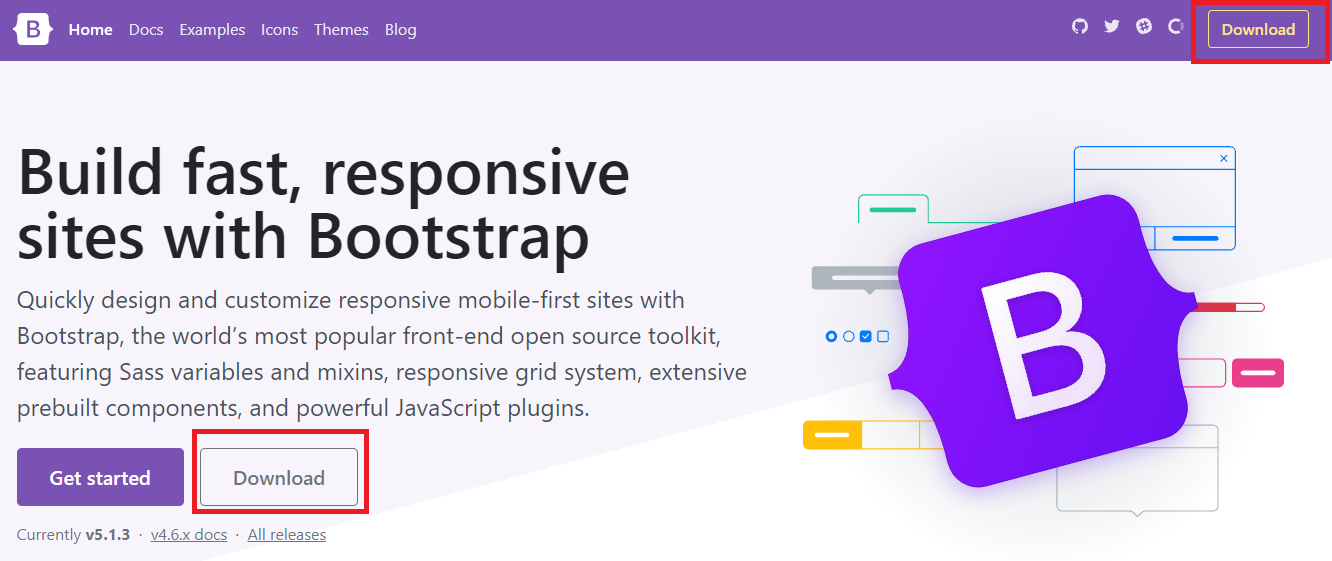 B Home Docs Examples Icons Themes Blog Download
Build fast, responsive
sites with Bootstrap
Quickly design and customize responsive mobile-first sites with
Bootstrap, the world’s most popular front-end open source toolkit,
featuring Sass variables and mixins, responsive grid system, extensive
prebuilt components, and powerful JavaScript plugins.
Get started Download
Currently v5.1.3 · v4.6.x docs · All releases
B